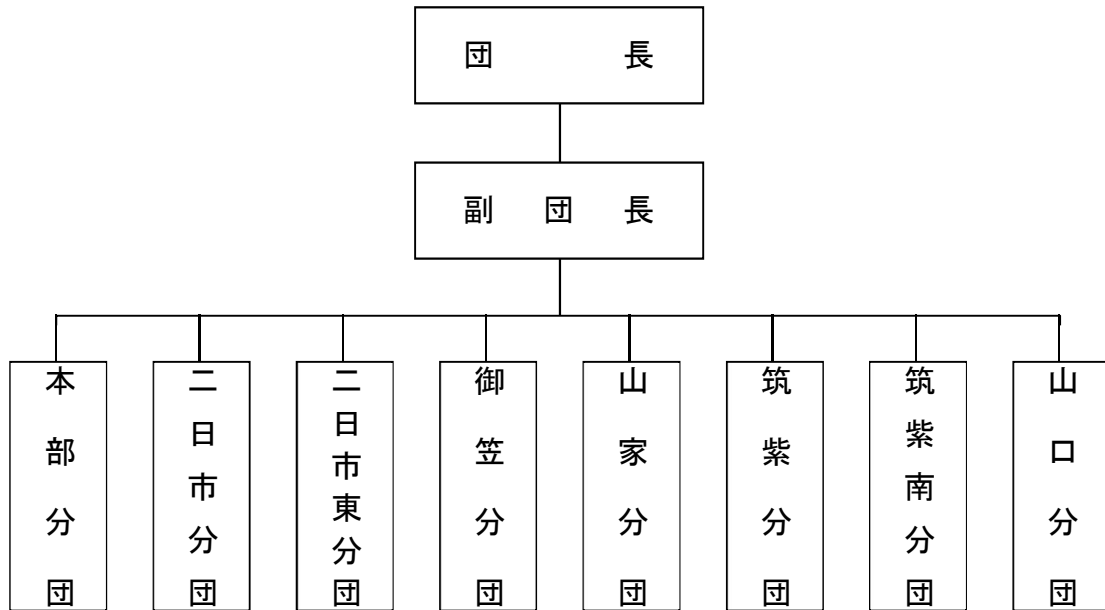 団長
副団長
本部分団
二日市分団
二日市東分団
御笠分団
山家分団
筑紫分団
筑紫南分団
山口分団